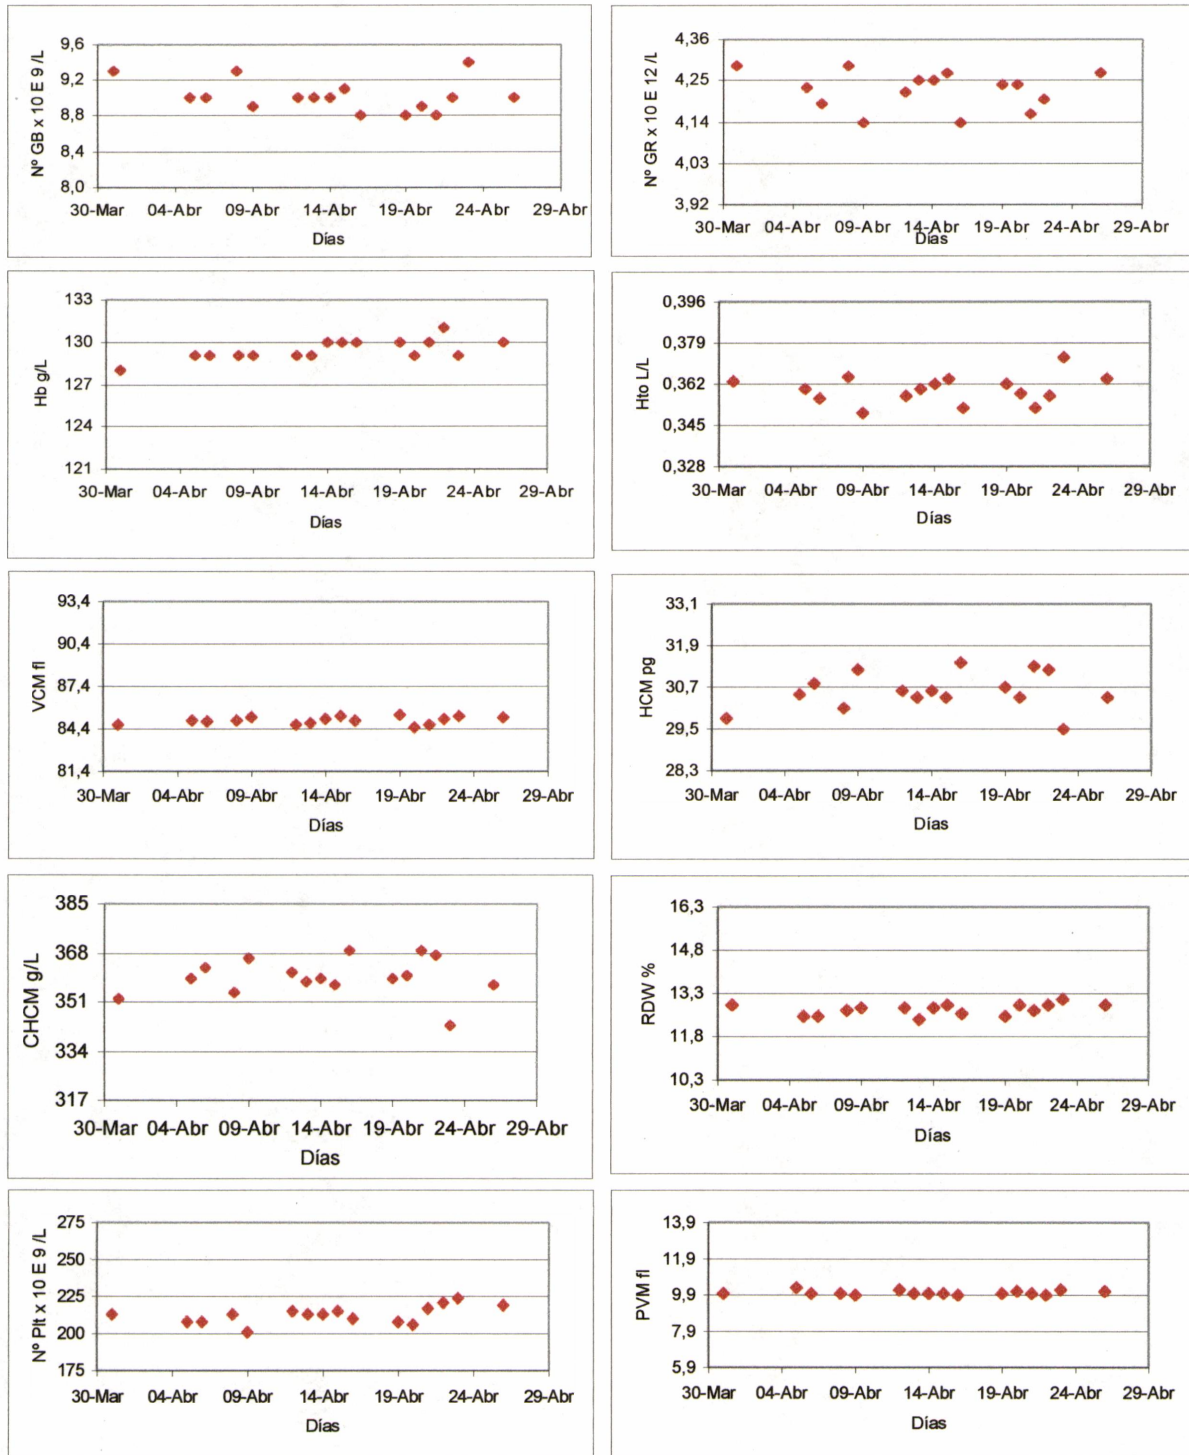 Nº GB x 10 E 9 /L
9,6
9,2
8,8
8,4
8,0
30-Mar 04-Abr 09-Abr 14-Abr 19-Abr 24-Abr 29-Abr
Días
Nº GR x 10 E 12 /L
4,36
4,25
4,14
4,03
3,92
30-Mar 04-Abr 09-Abr 14-Abr 19-Abr 24-Abr 29-Abr
Días
Hb g/L
133
130
127
124
121
30-Mar 04-Abr 09-Abr 14-Abr 19-Abr 24-Abr 29-Abr
Días
Hto L/L
0,396
0,379
0,362
0,345
0,328
30-Mar 04-Abr 09-Abr 14-Abr 19-Abr 24-Abr 29-Abr
Días
VCM fl
93,4
90,4
87,4
84,4
81,4
30-Mar 04-Abr 09-Abr 14-Abr 19-Abr 24-Abr 29-Abr
Días
HCM pg
33,1
31,9
30,7
29,5
28,3
30-Mar 04-Abr 09-Abr 14-Abr 19-Abr 24-Abr 29-Abr
Días
CHCM g/L
385
368
351
334
317
30-Mar 04-Abr 09-Abr 14-Abr 19-Abr 24-Abr 29-Abr
Días
RDW %
16,3
14,8
13,3
11,8
10,3
30-Mar 04-Abr 09-Abr 14-Abr 19-Abr 24-Abr 29-Abr
Días
Nº Plt x 10 E 9 /L
275
250
225
200
175
30-Mar 04-Abr 09-Abr 14-Abr 19-Abr 24-Abr 29-Abr
Días
PVM fl
13,9
11,9
9,9
7,9
5,9
30-Mar 04-Abr 09-Abr 14-Abr 19-Abr 24-Abr 29-Abr
Días